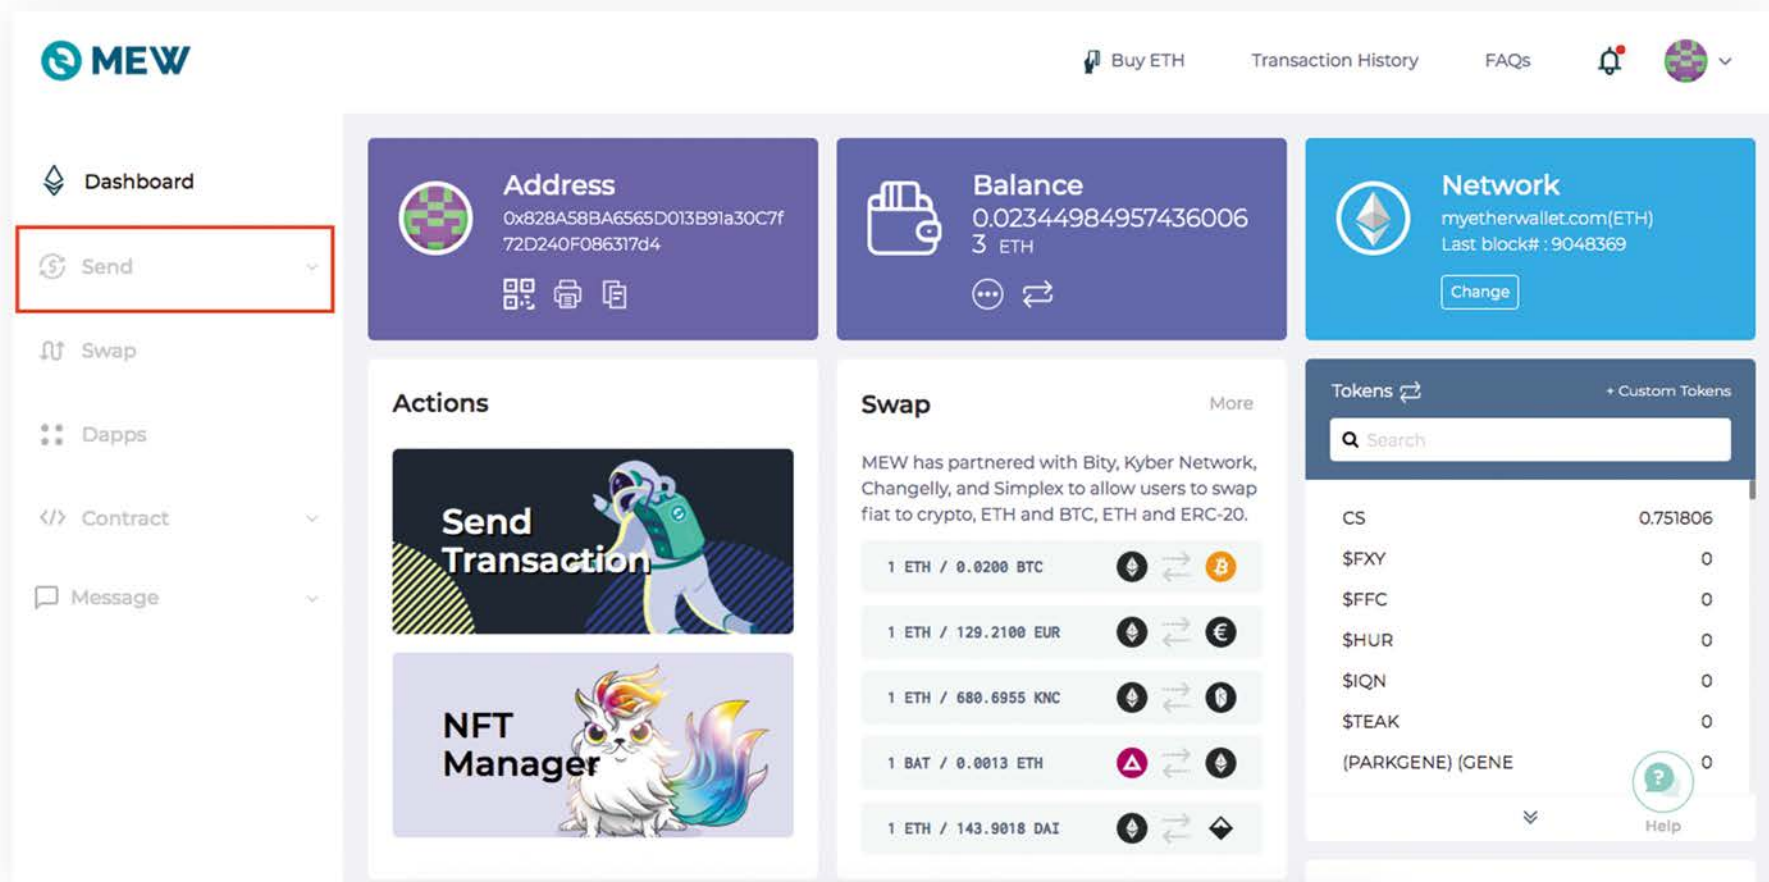 MEW
Buy ETH
Transaction History
FAQs
Dashboard
Send
Swap
Dapps
</> Contract
Message
Address
0x828A58BA6565D013B91a30C7f
72D240F086317d4
Balance
0.02344984957436006
3 ETH
Network
myetherwallet.com(ETH)
Last block# : 9048369
Change
Actions
Send
Transaction
NFT
Manager
Swap
More
MEW has partnered with Bity, Kyber Network,
Changelly, and Simplex to allow users to swap
fiat to crypto, ETH and BTC, ETH and ERC-20.
1 ETH / 0.0200 BTC
1 ETH / 129.2100 EUR
1 ETH / 680.6955 KNC
1 BAT / 0.0013 ETH
1 ETH / 143.9018 DAI
Tokens
+ Custom Tokens
Search
CS 0.751806
$FXY 0
$FFC 0
$HUR 0
$IQN 0
$TEAK 0
(PARKGENE) (GENE 0
?
Help